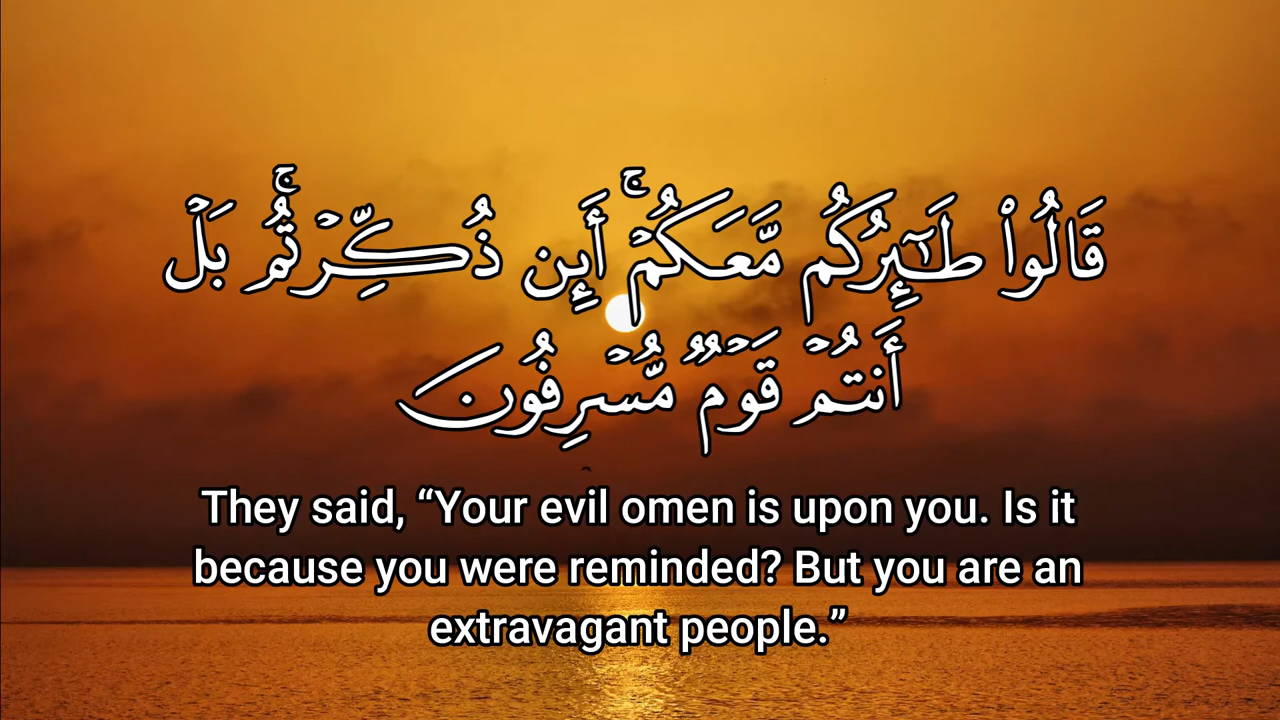 قَالُوا۟ طَـٰٓئِرُكُم مَّعَكُمْ ۚ أَئِن ذُكِّرْتُم ۚ بَلْ
أَنتُمْ قَوْمٌۭ مُّسْرِفُونَ
They said, “Your evil omen is upon you. Is it
because you were reminded? But you are an
extravagant people.”